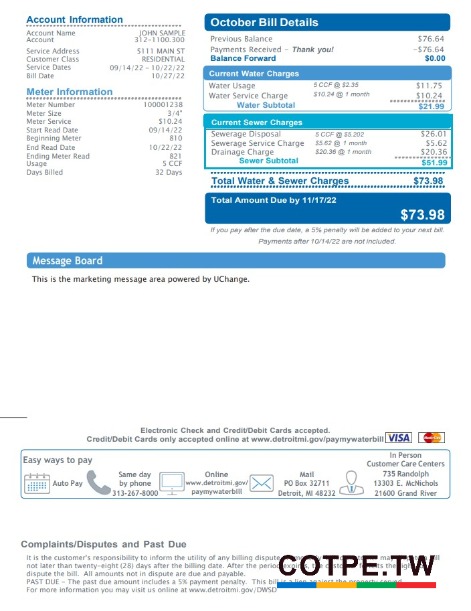 Account Information
Account Name JOHN SAMPLE
Account 312-1100.300
Service Address 5111 MAIN ST
Customer Class RESIDENTIAL
Service Dates 09/14/22 - 10/22/22
Bill Date 10/27/22
Meter Information
Meter Number 100001238
Meter Size 3/4"
Meter Service $10.24
Start Read Date 09/14/22
Beginning Meter 810
End Read Date 10/22/22
Ending Meter Read 821
Usage 5 CCF
Days Billed 32 Days
October Bill Details
Previous Balance $76.64
Payments Received - Thank you! -$76.64
Balance Forward $0.00
Current Water Charges
Water Usage 5 CCF @ $2.35 $11.75
Water Service Charge $10.24 @ 1 month $10.24
Water Subtotal $21.99
Current Sewer Charges
Sewerage Disposal 5 CCF @ $5.202 $26.01
Sewerage Service Charge $5.62 @ 1 month $5.62
Drainage Charge $20.36 @ 1 month $20.36
Sewer Subtotal $51.99
Total Water & Sewer Charges $73.98
Total Amount Due by 11/17/22
$73.98
If you pay after the due date, a 5% penalty will be added to your next bill.
Payments after 10/14/22 are not included.
Message Board
This is the marketing message area powered by UChange.
Electronic Check and Credit/Debit Cards accepted.
Credit/Debit Cards only accepted online at www.detroitmi.gov/paymywaterbill VISA MasterCard
Easy ways to pay
Auto Pay
Same day
by phone
313-267-8000
Online
www.detroitmi.gov/
paymywaterbill
Mail
PO Box 32711
Detroit, MI 48232
In Person
Customer Care Centers
735 Randolph
13303 E. McNichols
21600 Grand River
Complaints/Disputes and Past Due
It is the customer's responsibility to inform the utility of any billing dispute
not later than twenty-eight (28) days after the billing date. After the period
dispute the bill. All amounts not in dispute are due and payable.
PAST DUE - The past due amount includes a 5% payment penalty. This bill is a lien against the property served.
For more information you may visit us online at www.detroitmi.gov/DWSD
COTPE.TW